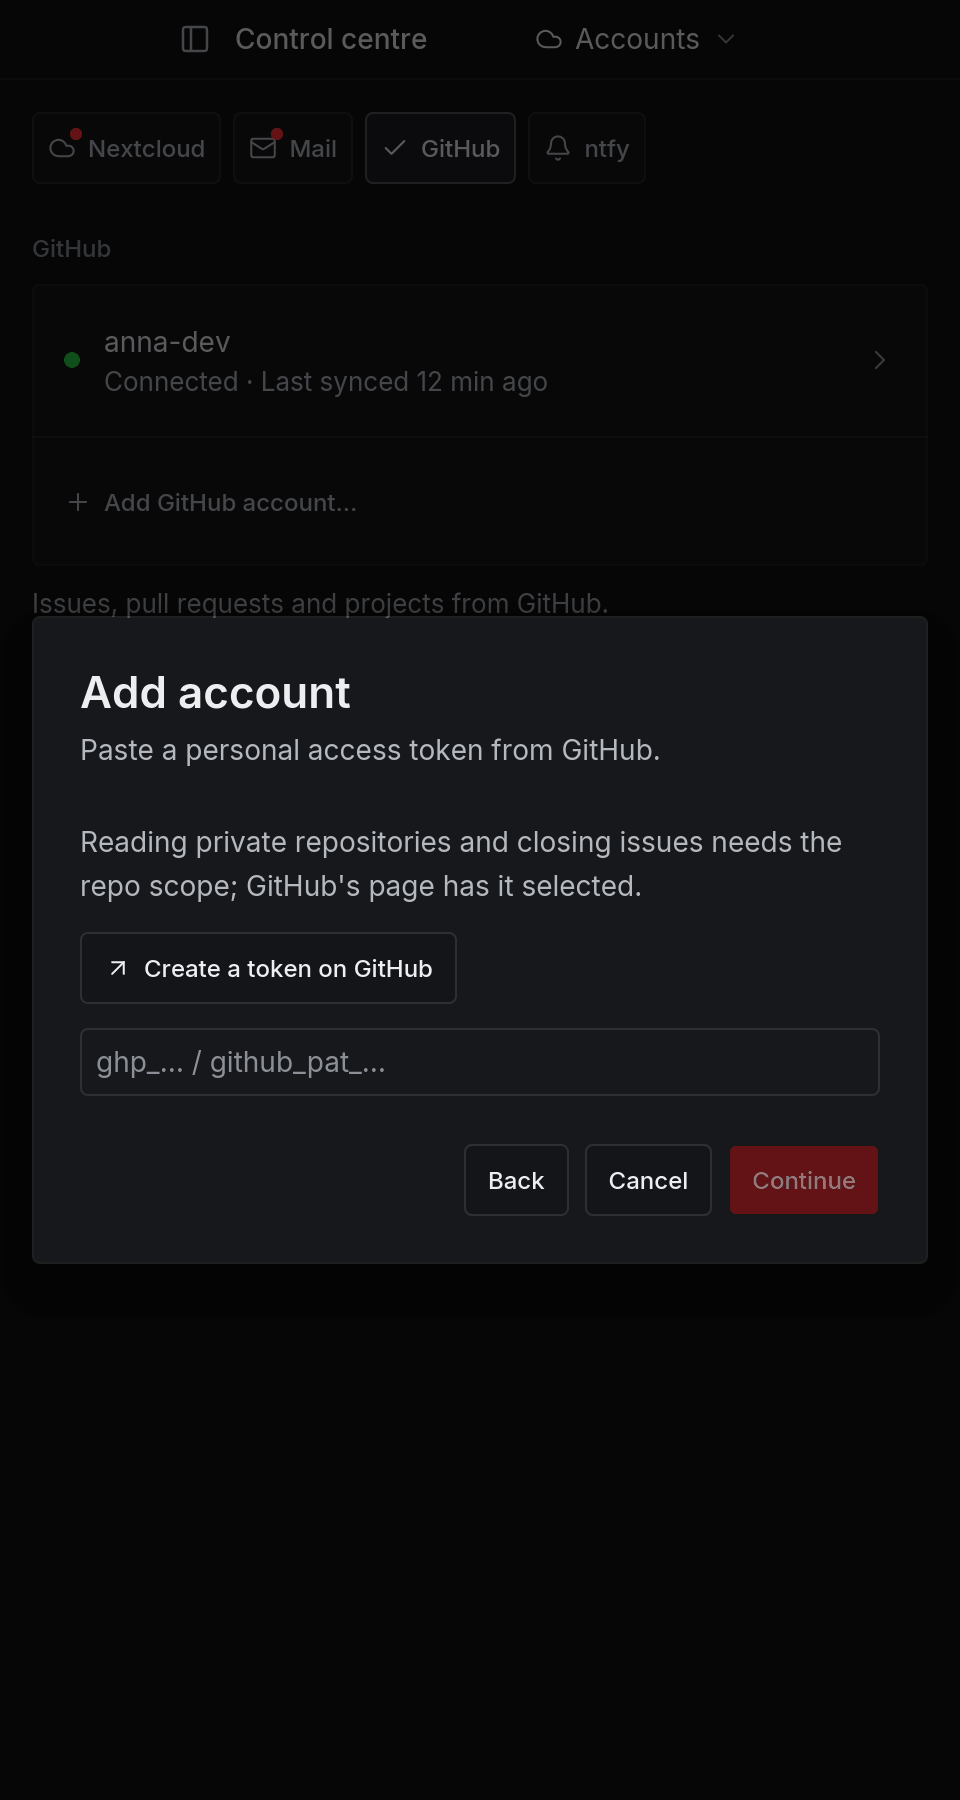 Control centre
Accounts
Nextcloud
Mail
GitHub
ntfy
GitHub
anna-dev
Connected · Last synced 12 min ago
Add GitHub account...
Issues, pull requests and projects from GitHub.
Add account
Paste a personal access token from GitHub.
Reading private repositories and closing issues needs the
repo scope; GitHub's page has it selected.
Create a token on GitHub
ghp_... / github_pat_...
Back
Cancel
Continue